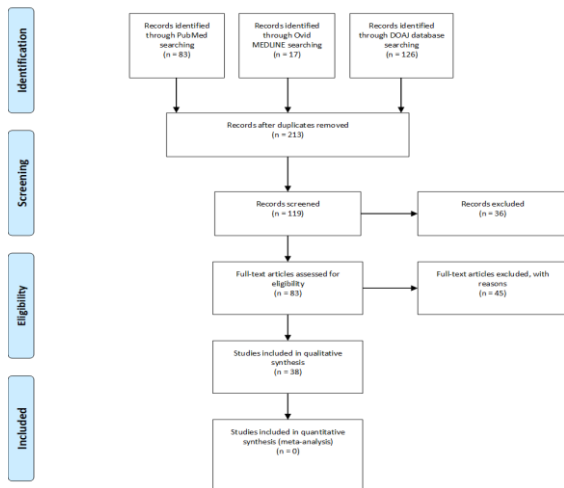 Identification
Records identified
through PubMed
searching
(n = 83)
Records identified
through Ovid
MEDLINE searching
(n = 17)
Records identified
through DOAJ database
searching
(n = 126)
Records after duplicates removed
(n = 213)
Screening
Records screened
(n = 119)
Records excluded
(n = 36)
Eligibility
Full-text articles assessed for
eligibility
(n = 83)
Full-text articles excluded, with
reasons
(n = 45)
Studies included in qualitative
synthesis
(n = 38)
Included
Studies included in quantitative
synthesis (meta-analysis)
(n = 0)